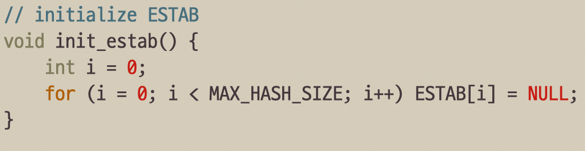 // initialize ESTAB
void init_estab() {
    int i = 0;
    for (i = 0; i < MAX_HASH_SIZE; i++) ESTAB[i] = NULL;
}